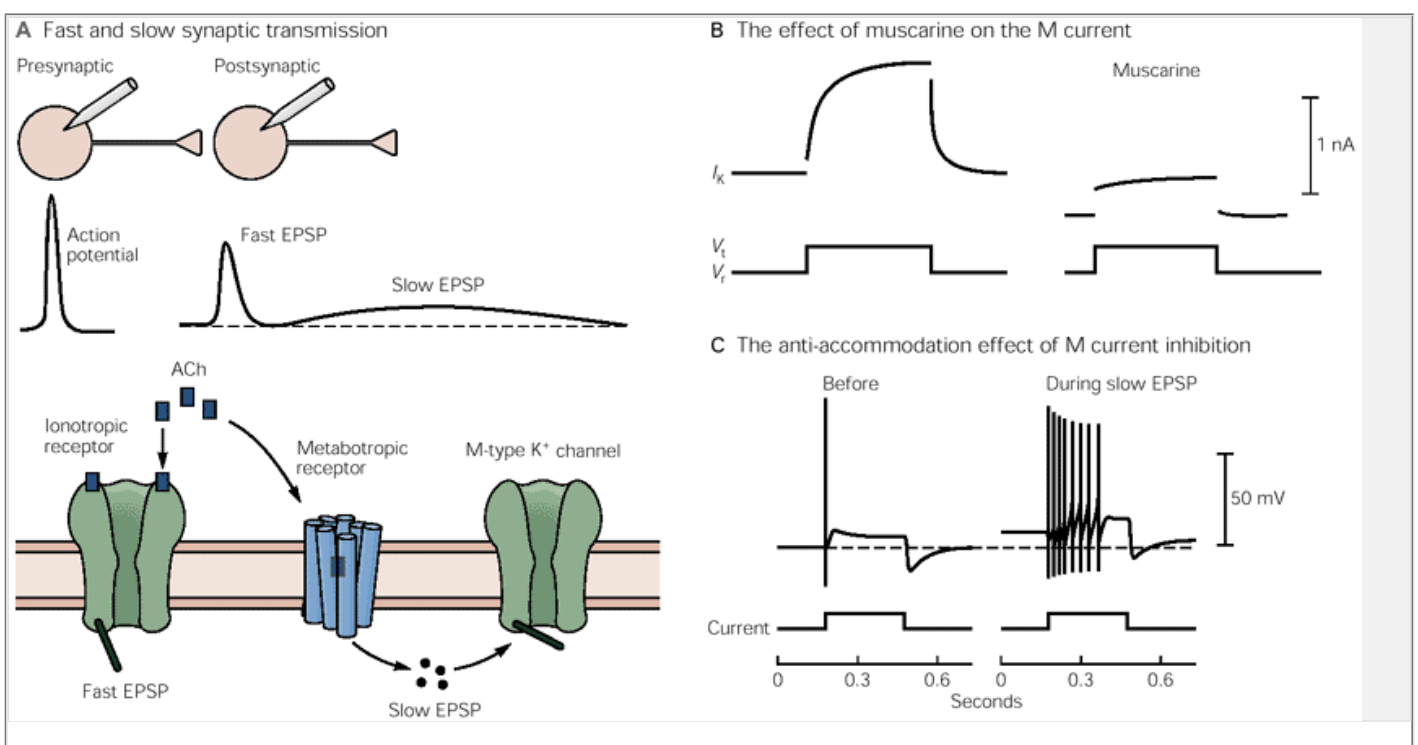 A Fast and slow synaptic transmission
Presynaptic
Postsynaptic
Action
potential
Fast EPSP
Slow EPSP
ACh
Ionotropic
receptor
Metabotropic
receptor
M-type K⁺ channel
Fast EPSP
Slow EPSP
B The effect of muscarine on the M current
Muscarine
1 nA
I_K
V_t
V_r
C The anti-accommodation effect of M current inhibition
Before
During slow EPSP
50 mV
Current
0 0.3 0.6
0 0.3 0.6
Seconds